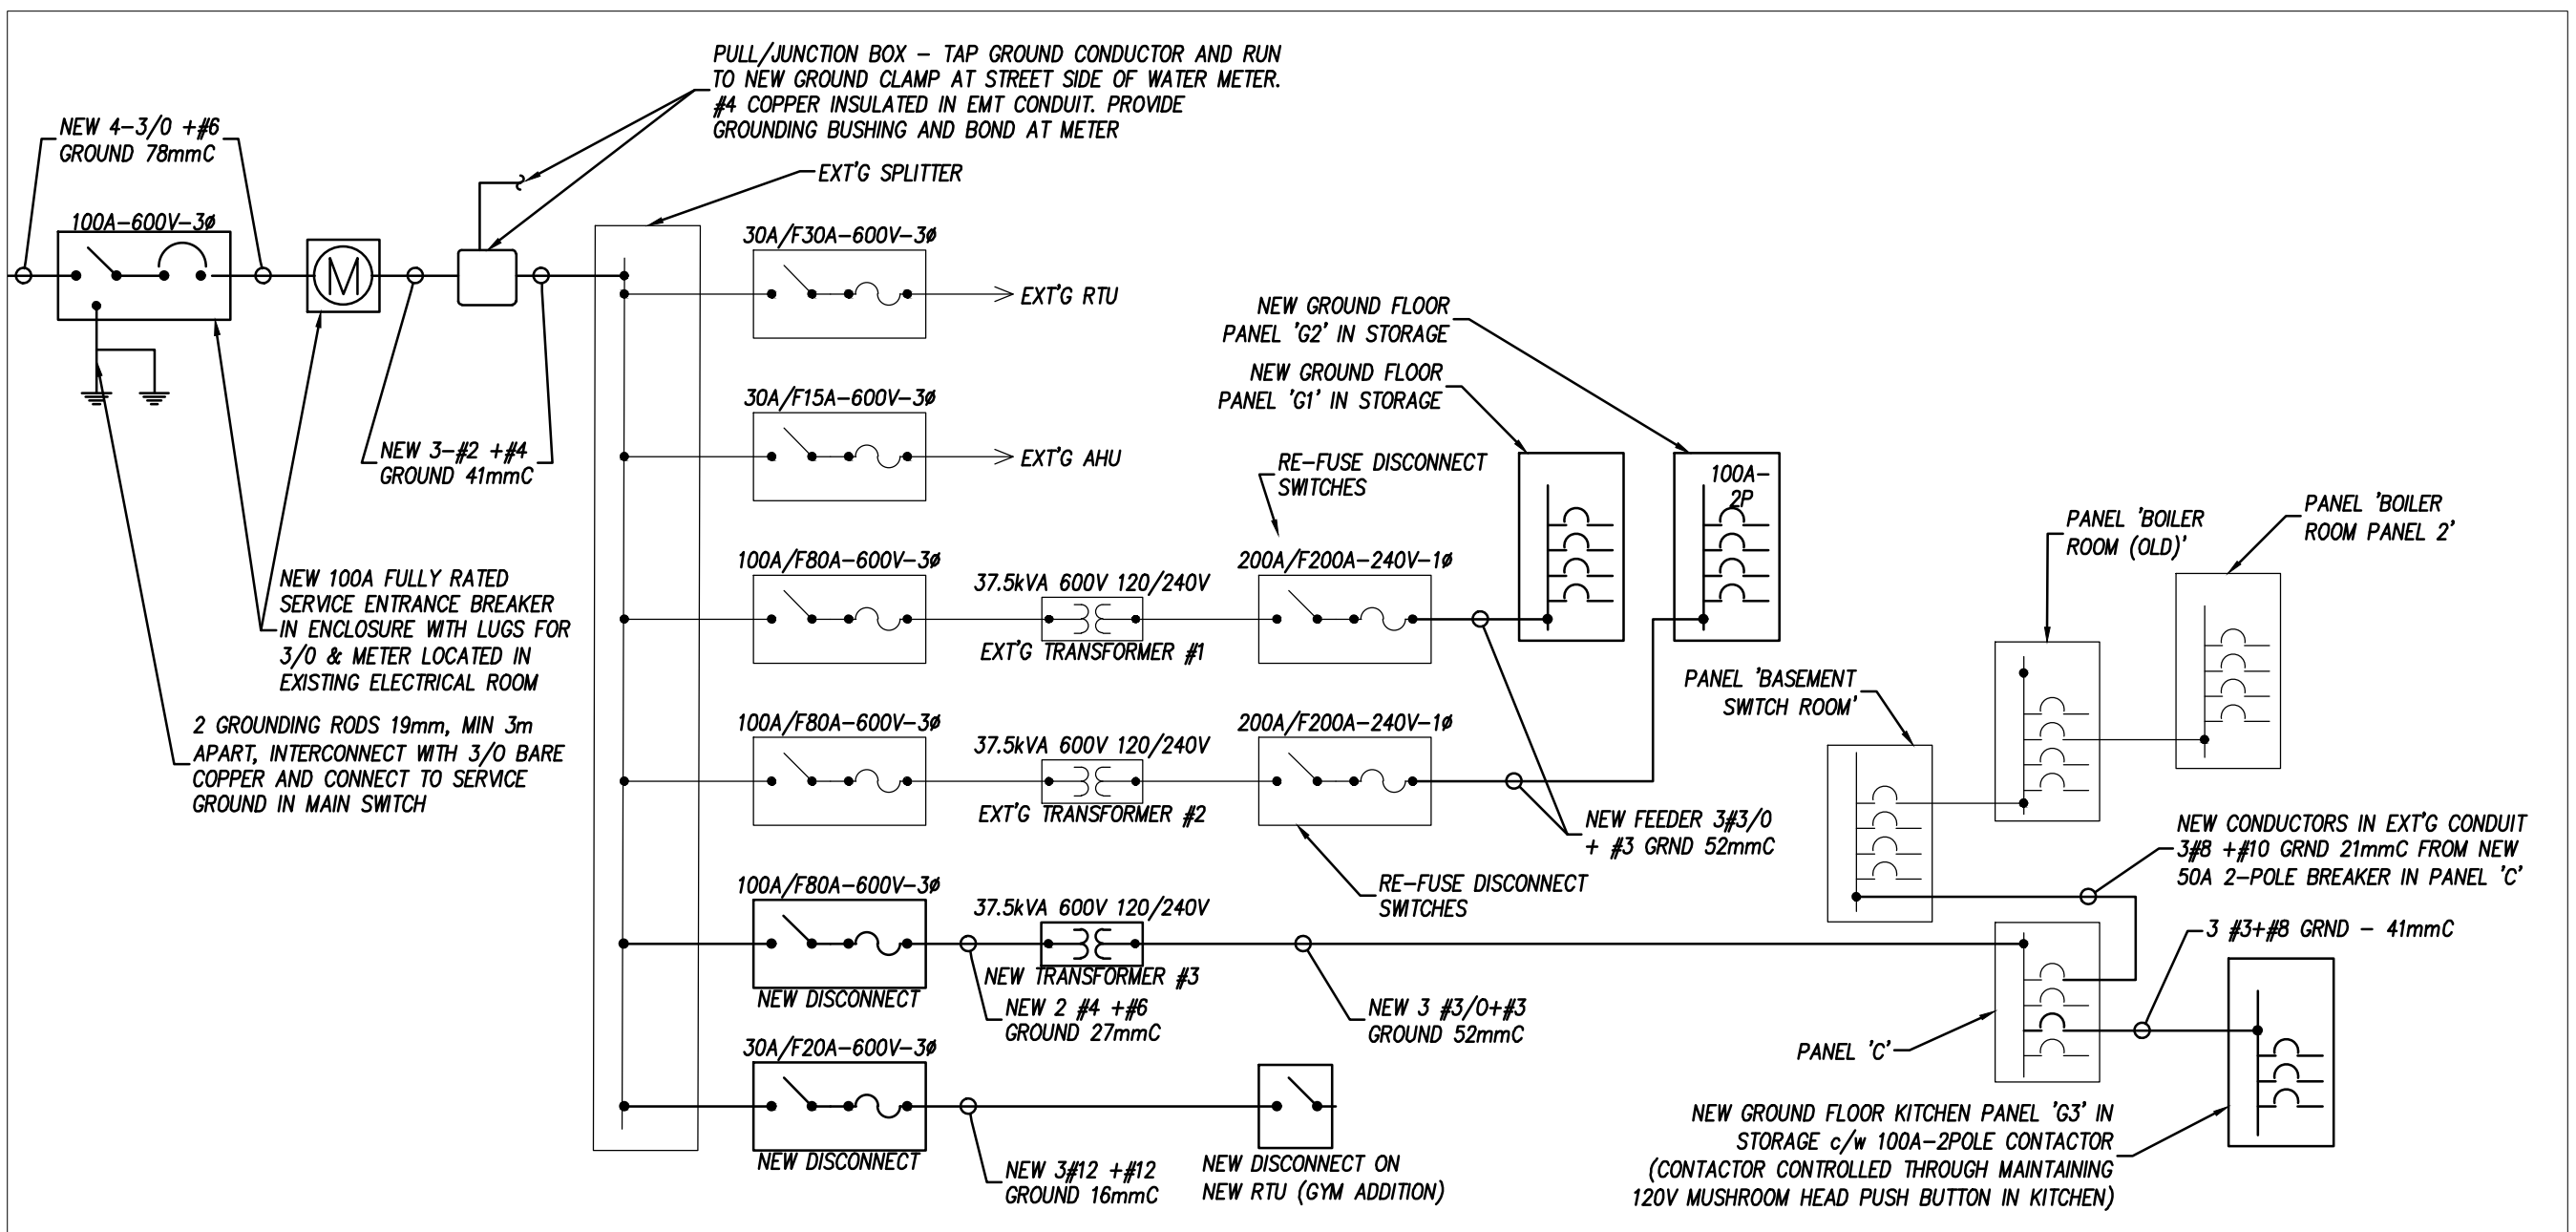 PULL/JUNCTION BOX – TAP GROUND CONDUCTOR AND RUN
TO NEW GROUND CLAMP AT STREET SIDE OF WATER METER.
#4 COPPER INSULATED IN EMT CONDUIT. PROVIDE
GROUNDING BUSHING AND BOND AT METER
NEW 4-3/0 +#6
GROUND 78mmC
EXT'G SPLITTER
100A-600V-3ø
M
NEW 3-#2 +#4
GROUND 41mmC
NEW 100A FULLY RATED
SERVICE ENTRANCE BREAKER
IN ENCLOSURE WITH LUGS FOR
3/0 & METER LOCATED IN
EXISTING ELECTRICAL ROOM
2 GROUNDING RODS 19mm, MIN 3m
APART, INTERCONNECT WITH 3/0 BARE
COPPER AND CONNECT TO SERVICE
GROUND IN MAIN SWITCH
30A/F30A-600V-3ø
EXT'G RTU
30A/F15A-600V-3ø
EXT'G AHU
100A/F80A-600V-3ø
37.5kVA 600V 120/240V
EXT'G TRANSFORMER #1
RE-FUSE DISCONNECT
SWITCHES
200A/F200A-240V-1ø
NEW GROUND FLOOR
PANEL 'G2' IN STORAGE
NEW GROUND FLOOR
PANEL 'G1' IN STORAGE
100A-
2P
100A/F80A-600V-3ø
37.5kVA 600V 120/240V
EXT'G TRANSFORMER #2
200A/F200A-240V-1ø
RE-FUSE DISCONNECT
SWITCHES
NEW FEEDER 3#3/0
+ #3 GRND 52mmC
PANEL 'BASEMENT
SWITCH ROOM'
PANEL 'BOILER
ROOM (OLD)'
PANEL 'BOILER
ROOM PANEL 2'
NEW CONDUCTORS IN EXT'G CONDUIT
3#8 +#10 GRND 21mmC FROM NEW
50A 2-POLE BREAKER IN PANEL 'C'
3 #3+#8 GRND - 41mmC
100A/F80A-600V-3ø
NEW DISCONNECT
37.5kVA 600V 120/240V
NEW TRANSFORMER #3
NEW 2 #4 +#6
GROUND 27mmC
NEW 3 #3/0+#3
GROUND 52mmC
PANEL 'C'
30A/F20A-600V-3ø
NEW DISCONNECT
NEW 3#12 +#12
GROUND 16mmC
NEW DISCONNECT ON
NEW RTU (GYM ADDITION)
NEW GROUND FLOOR KITCHEN PANEL 'G3' IN
STORAGE c/w 100A-2POLE CONTACTOR
(CONTACTOR CONTROLLED THROUGH MAINTAINING
120V MUSHROOM HEAD PUSH BUTTON IN KITCHEN)